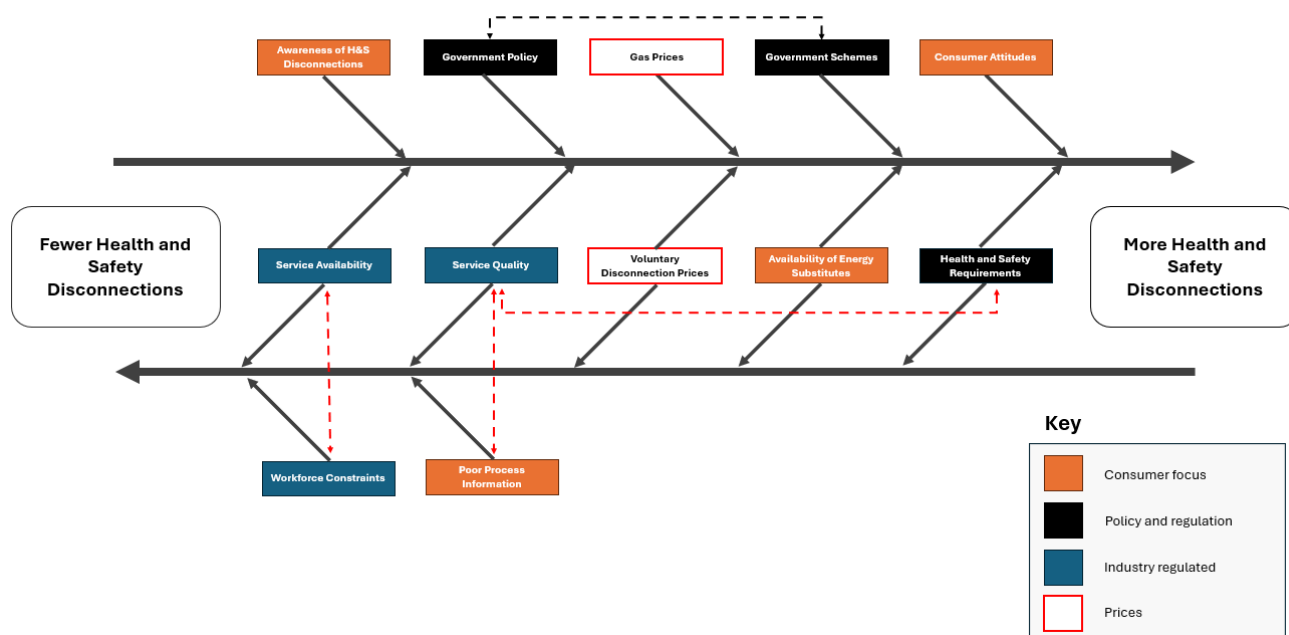 Awareness of H&S
Disconnections
Government Policy
Gas Prices
Government Schemes
Consumer Attitudes
Fewer Health and
Safety
Disconnections
Service Availability
Service Quality
Voluntary
Disconnection Prices
Availability of Energy
Substitutes
Health and Safety
Requirements
More Health and
Safety
Disconnections
Workforce Constraints
Poor Process
Information
Key
Consumer focus
Policy and regulation
Industry regulated
Prices